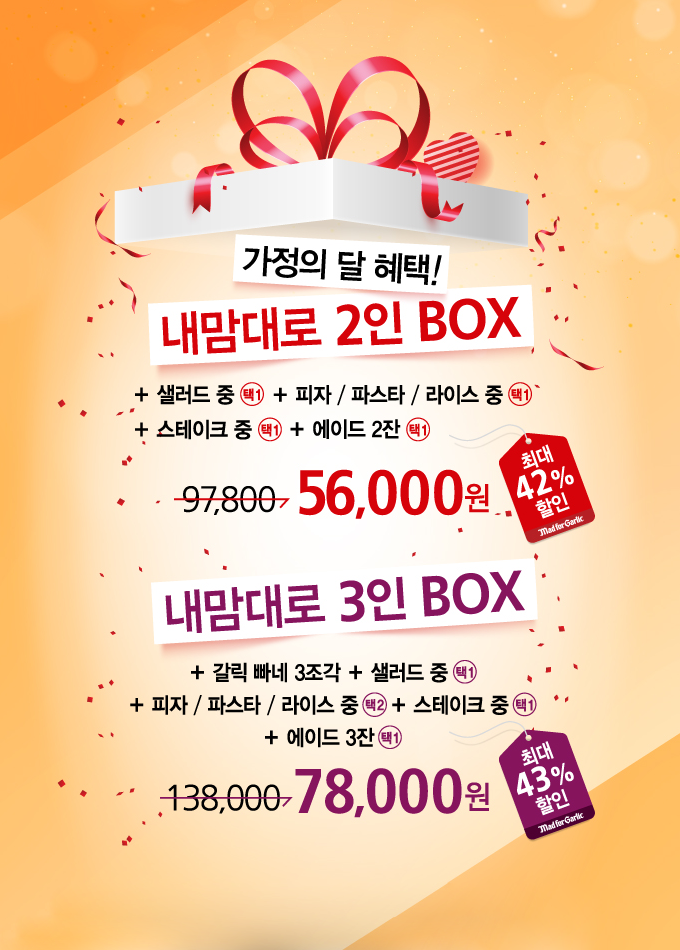 가정의 달 혜택!
내맘대로 2인 BOX
+ 샐러드 중 택1 + 피자 / 파스타 / 라이스 중 택1
+ 스테이크 중 택1 + 에이드 2잔 택1
97,800 56,000원
최대
42%
할인
Mad for Garlic
내맘대로 3인 BOX
+ 갈릭 빠네 3조각 + 샐러드 중 택1
+ 피자 / 파스타 / 라이스 중 택2 + 스테이크 중 택1
+ 에이드 3잔 택1
138,000 78,000원
최대
43%
할인
Mad for Garlic